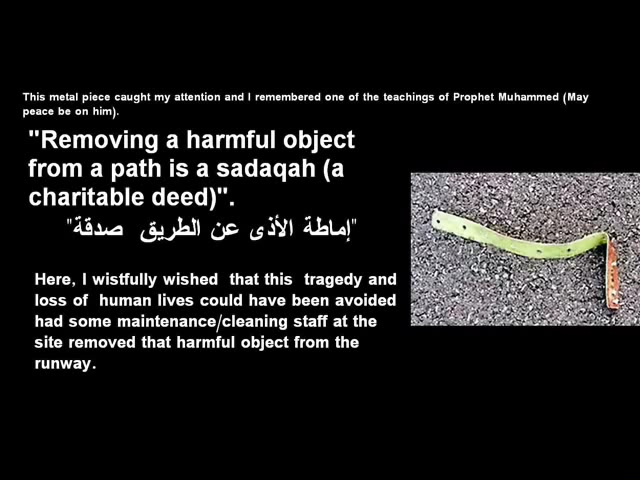 This metal piece caught my attention and I remembered one of the teachings of Prophet Muhammed (May
peace be on him).
"Removing a harmful object
from a path is a sadaqah (a
charitable deed)".
"إماطة الأذى عن الطريق صدقة"
Here, I wistfully wished that this tragedy and
loss of human lives could have been avoided
had some maintenance/cleaning staff at the
site removed that harmful object from the
runway.